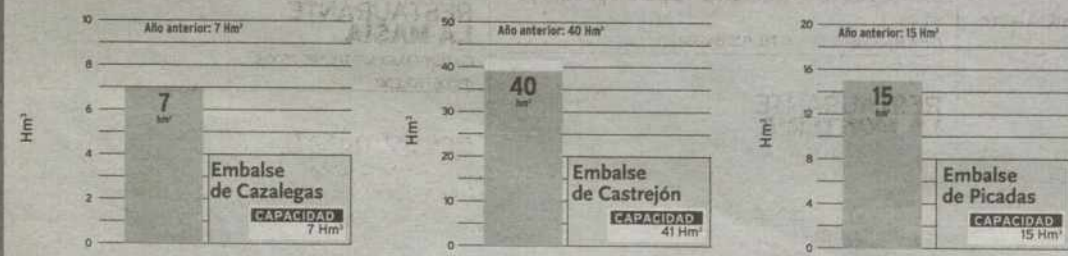 Año anterior: 7 Hm³
Hm³
10
8
6
4
2
0
7
hm³
Embalse
de Cazalegas
CAPACIDAD
7 Hm³
Año anterior: 40 Hm³
Hm³
50
40
30
20
10
0
40
hm³
Embalse
de Castrejón
CAPACIDAD
41 Hm³
Año anterior: 15 Hm³
Hm³
20
16
12
8
4
0
15
hm³
Embalse
de Picadas
CAPACIDAD
15 Hm³